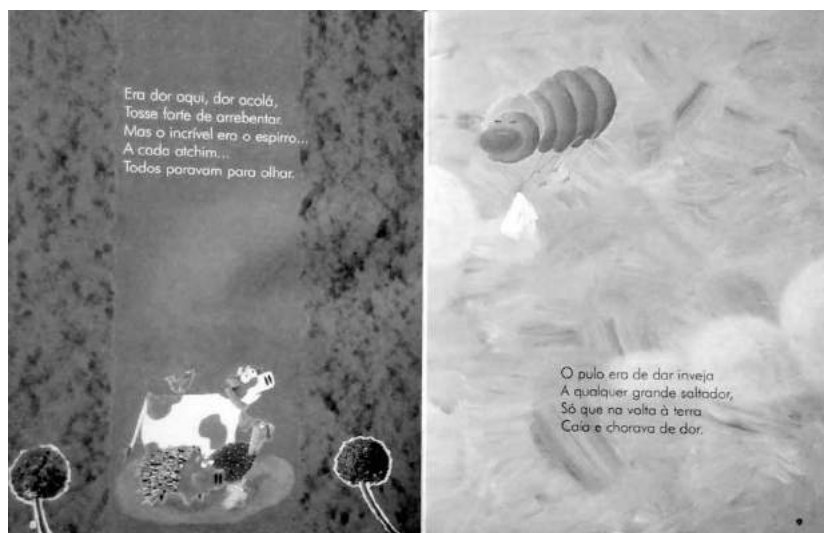 Era dor aqui, dor acolá,
Tosse forte de arrebentar.
Mas o incrível era o espirro...
A cada atchim...
Todos paravam para olhar.
O pulo era de dar inveja
A qualquer grande saltador,
Só que na volta à terra
Caía e chorava de dor.
9